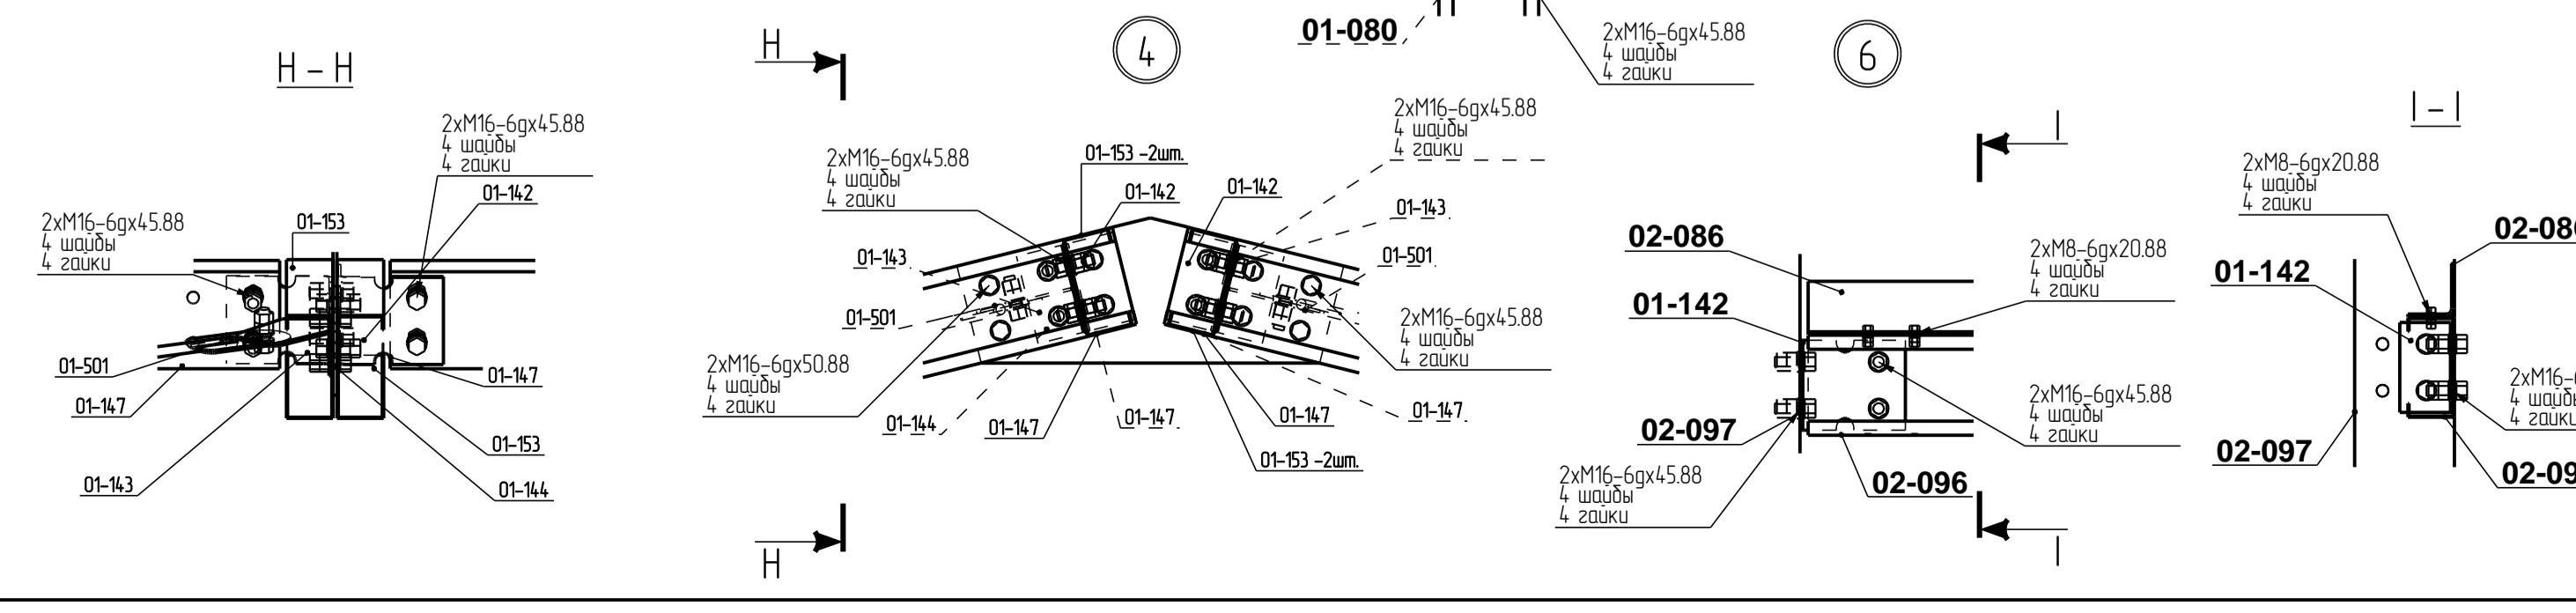 Н – Н
2хМ16–6gх45.88
4 шайбы
4 гайки
01–142
01–153
2хМ16–6gх45.88
4 шайбы
4 гайки
01–501
01–147
01–147
01–153
01–143
01–144
Н
Н
4
01-080
2хМ16–6gх45.88
4 шайбы
4 гайки
2хМ16–6gх45.88
4 шайбы
4 гайки
01–153 –2шт.
2хМ16–6gх45.88
4 шайбы
4 гайки
01–142
01–142
01–143
01–143
01–501
01–501
2хМ16–6gх50.88
4 шайбы
4 гайки
2хМ16–6gх45.88
4 шайбы
4 гайки
01–144
01–147
01–147
01–147
01–147
01–153 –2шт.
6
I
I
02-086
01-142
2хМ8–6gх20.88
4 шайбы
4 гайки
2хМ16–6gх45.88
4 шайбы
4 гайки
02-097
2хМ16–6gх45.88
4 шайбы
4 гайки
02-096
I – I
2хМ8–6gх20.88
4 шайбы
4 гайки
01-142
02-097